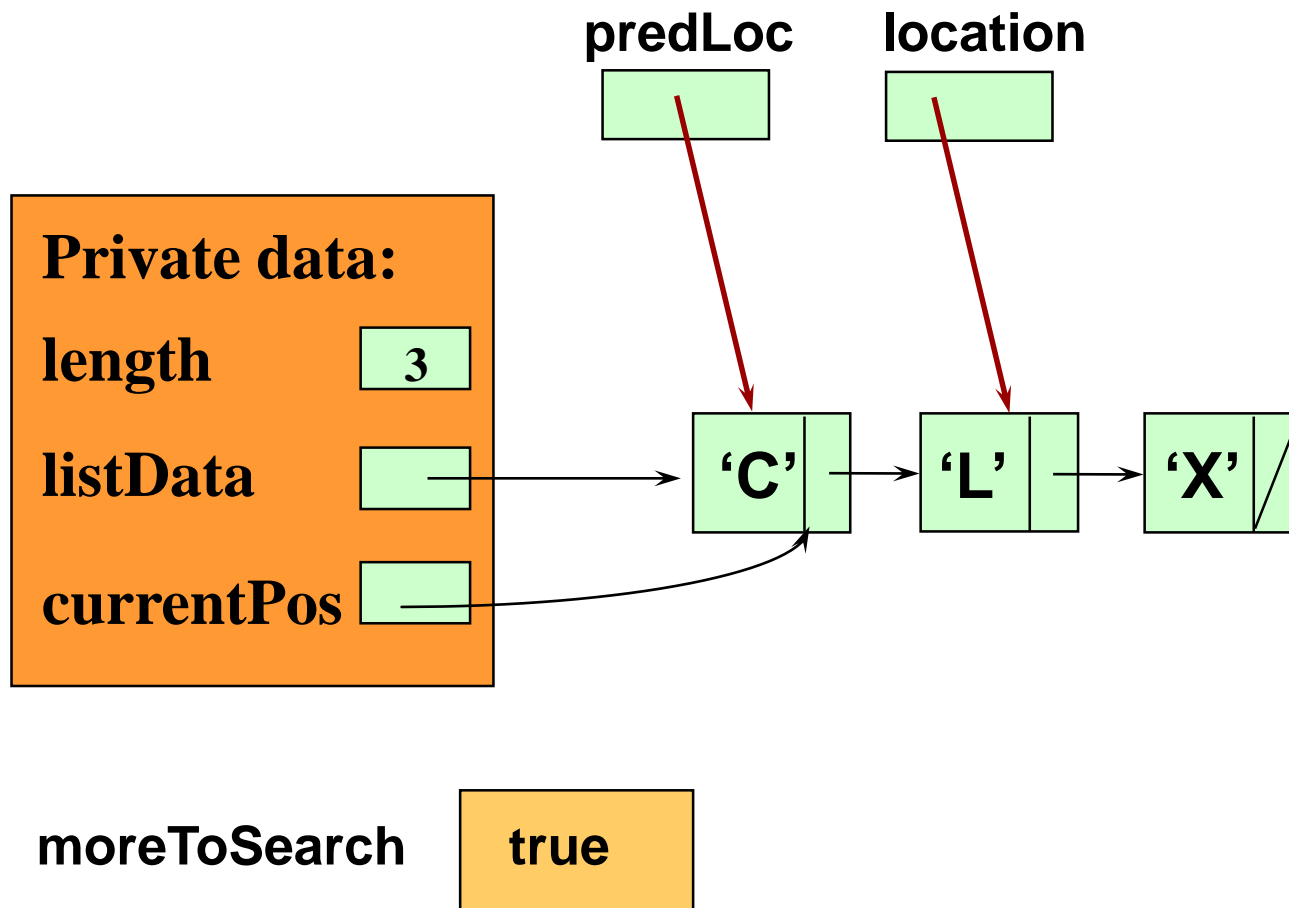 predLoc location
Private data:
length 3
listData
‘C’ ‘L’ ‘X’
currentPos
moreToSearch true